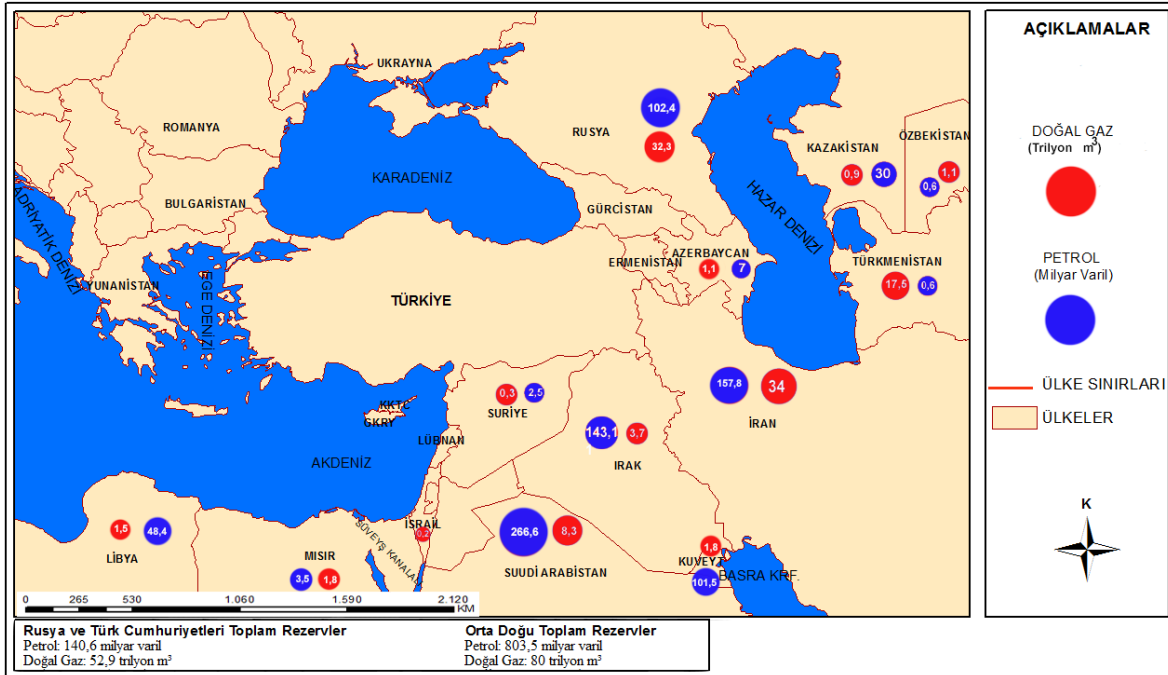 UKRAYNA
ROMANYA
RUSYA
102,4
32,3
KAZAKİSTAN
0,9
30
ÖZBEKİSTAN
1,1
0,6
KARADENİZ
HAZAR DENİZİ
ADRİYATİK DENİZİ
BULGARİSTAN
GÜRCİSTAN
ERMENİSTAN
AZERBAYCAN
1,1
7
TÜRKMENİSTAN
17,5
0,6
YUNANİSTAN
EGE DENİZİ
TÜRKİYE
157,8
34
İRAN
0,3
2,5
SURİYE
KKTC
GKRY
LÜBNAN
143,1
3,7
IRAK
AKDENİZ
1,5
48,4
LİBYA
SÜVEYŞ KANALAI
İSRAİL
0,2
266,6
8,3
SUUDİ ARABİSTAN
MISIR
3,5
1,8
1,8
KUVEYT
101,5
BASRA KRF.
0 265 530 1.060 1.590 2.120
KM
AÇIKLAMALAR
DOĞAL GAZ
(Trilyon m³)
PETROL
(Milyar Varil)
ÜLKE SINIRLARI
ÜLKELER
K
Rusya ve Türk Cumhuriyetleri Toplam Rezervler
Petrol: 140,6 milyar varil
Doğal Gaz: 52,9 trilyon m³
Orta Doğu Toplam Rezervler
Petrol: 803,5 milyar varil
Doğal Gaz: 80 trilyon m³